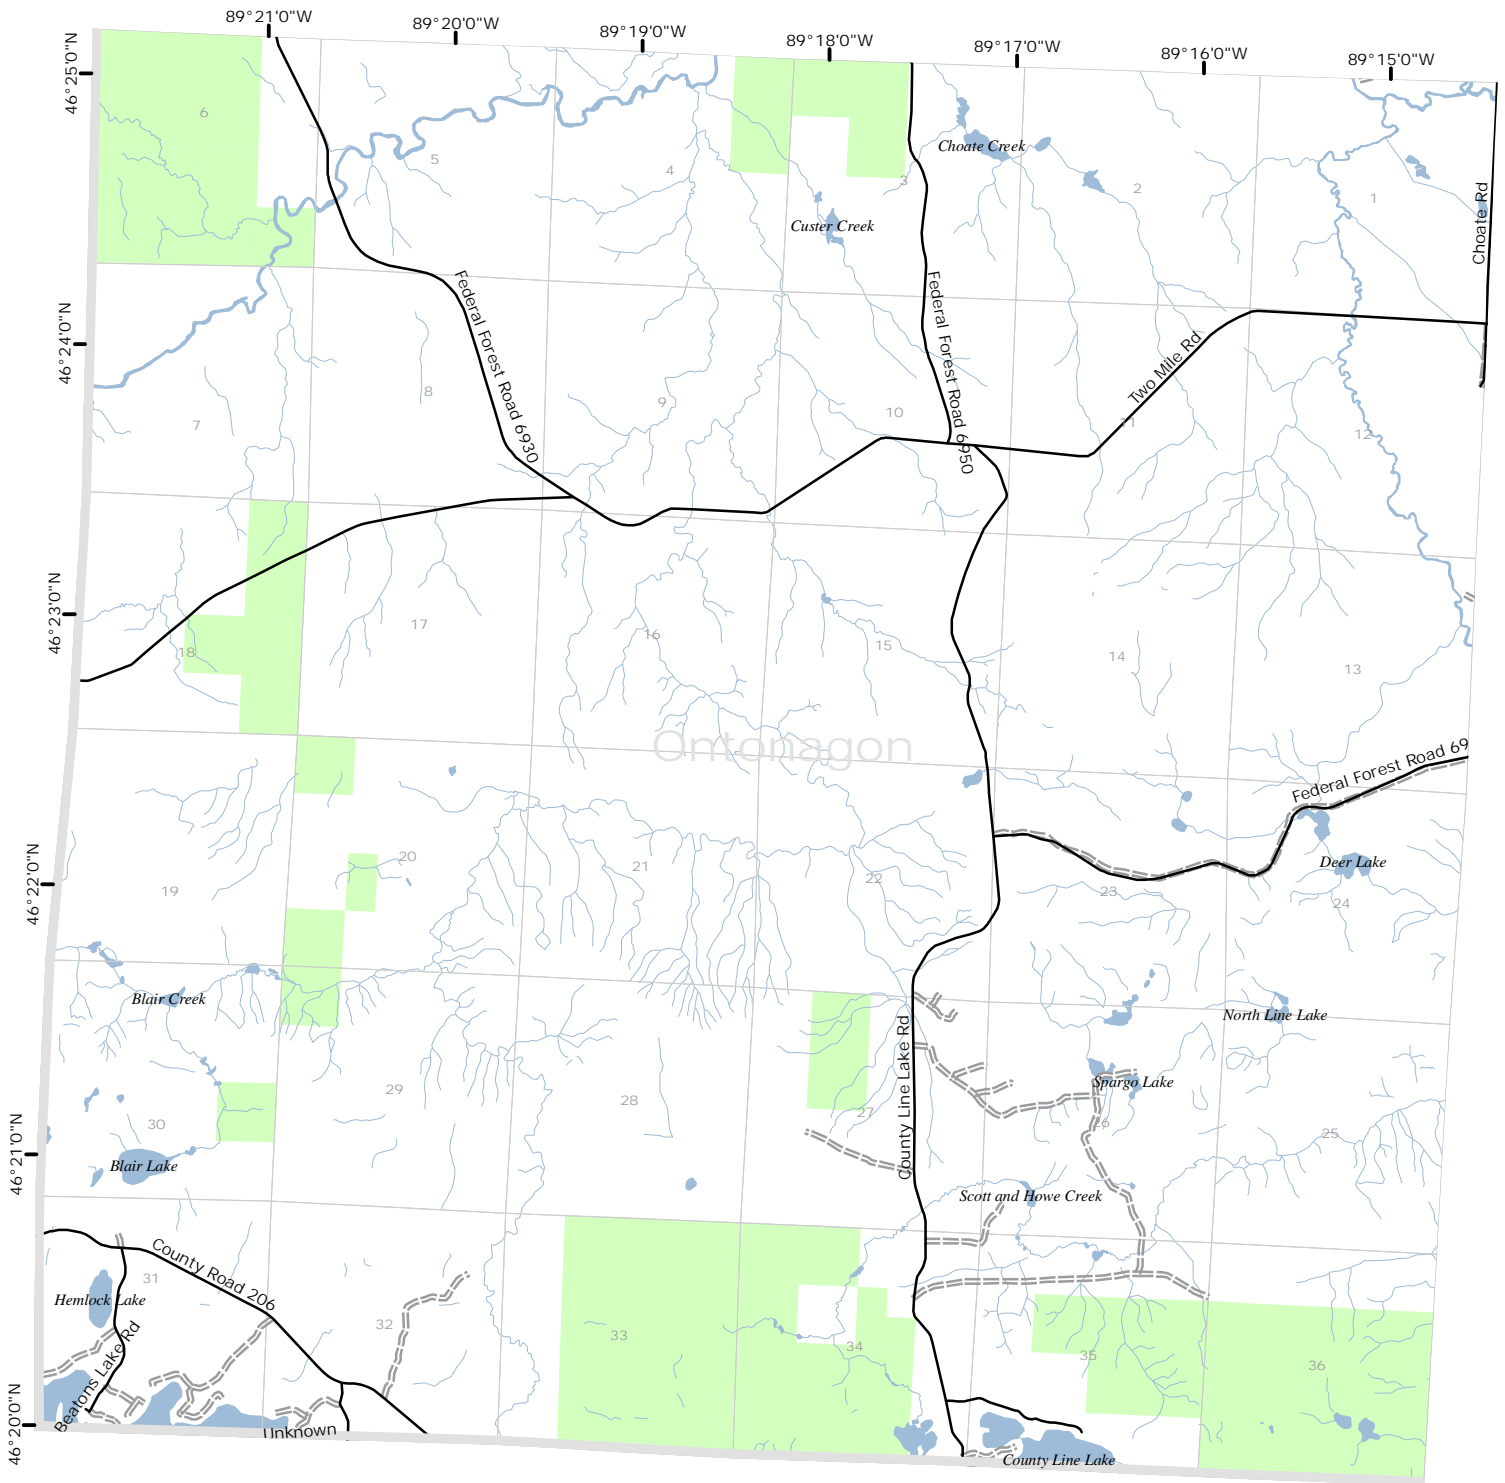 89°21'0"W
89°20'0"W
89°19'0"W
89°18'0"W
89°17'0"W
89°16'0"W
89°15'0"W
46°25'0"N
6
5
4
3
2
1
Choate Creek
Custer Creek
Choate Rd
46°24'0"N
Federal Forest Road 6930
Federal Forest Road 6950
Two Mile Rd
7
8
9
10
11
12
46°23'0"N
18
17
16
15
14
13
Ontonagon
Federal Forest Road 69
46°22'0"N
19
20
21
22
23
24
Deer Lake
Blair Creek
North Line Lake
County Line Lake Rd
Spargo Lake
30
29
28
27
26
25
46°21'0"N
Blair Lake
Scott and Howe Creek
County Road 206
31
32
33
34
35
36
Hemlock Lake
Beatons Lake Rd
46°20'0"N
Unknown
County Line Lake